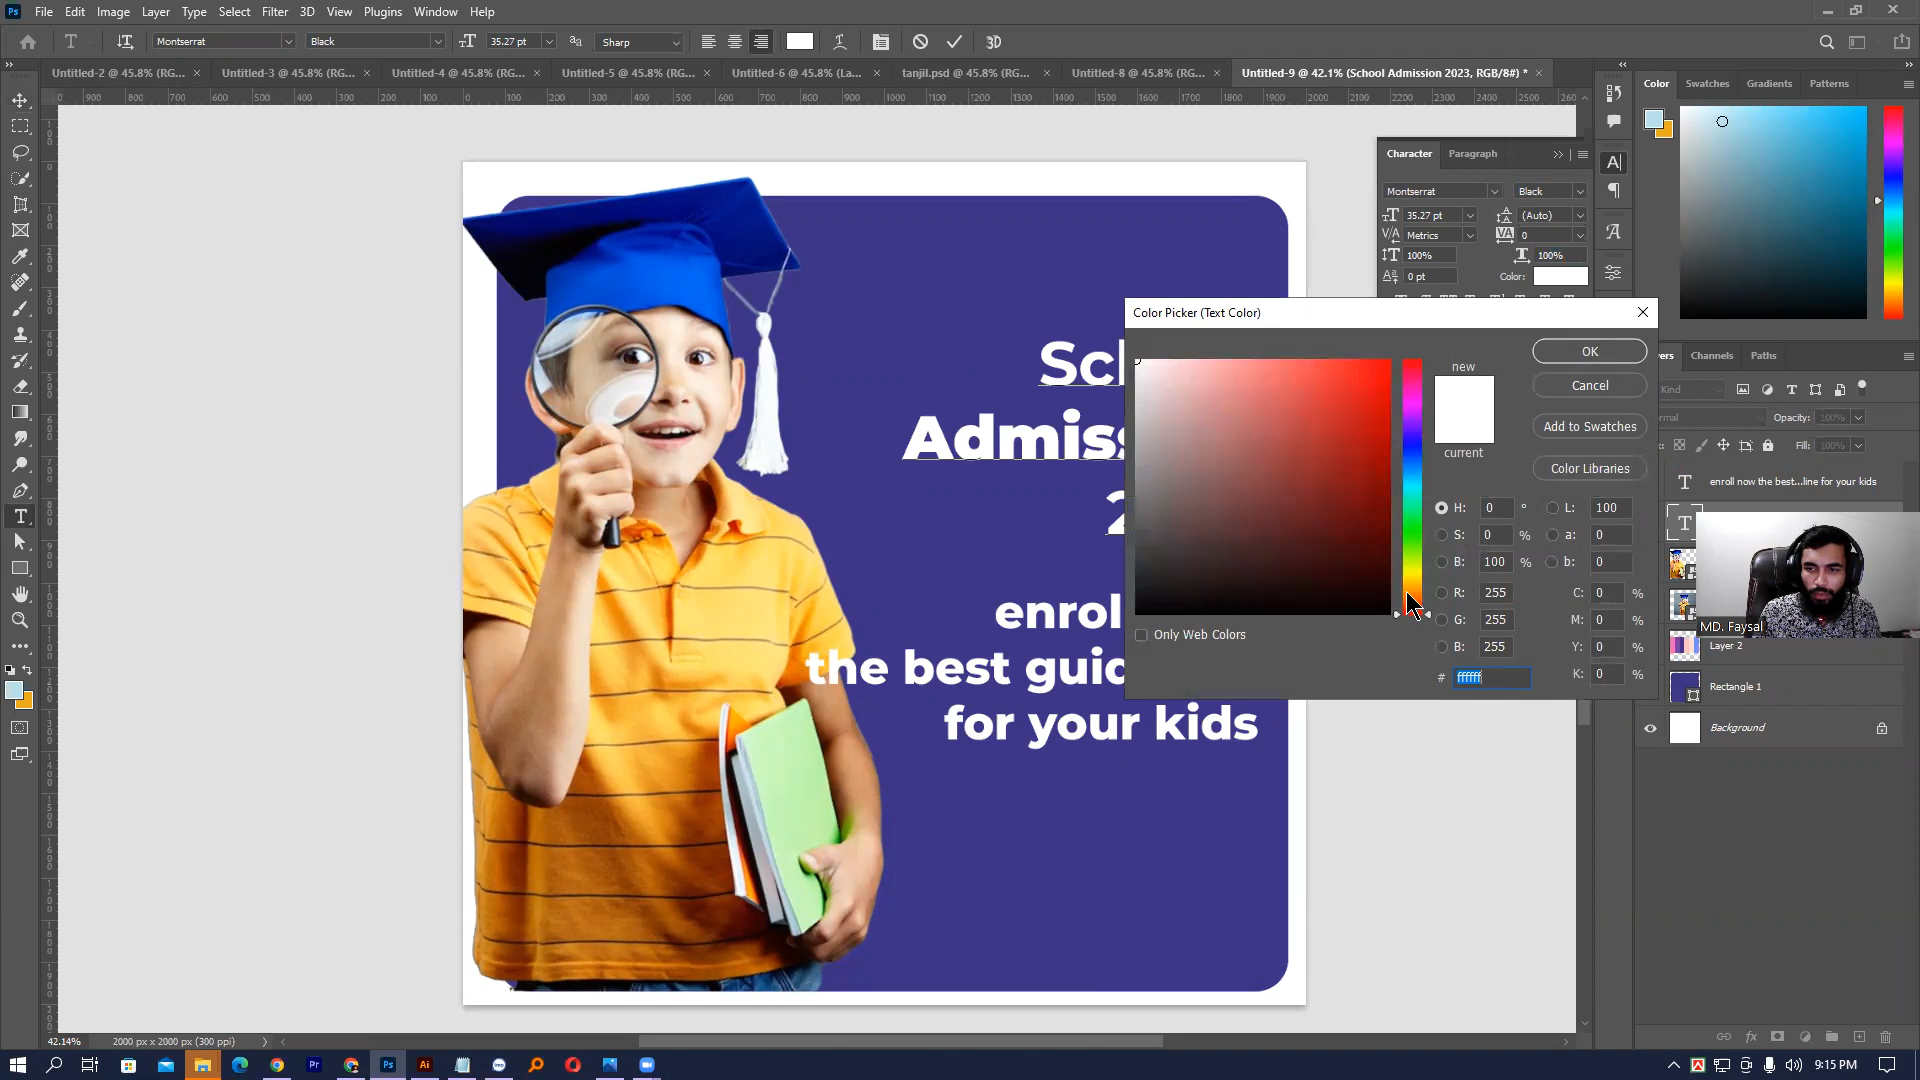 File Edit Image Layer Type Select Filter 3D View Plugins Window Help
Montserrat Black 35.27 pt Sharp 3D
Untitled-2 @ 45.8% (RG... × Untitled-3 @ 45.8% (RG... × Untitled-4 @ 45.8% (RG... × Untitled-5 @ 45.8% (RG... × Untitled-6 @ 45.8% (La... × tanjil.psd @ 45.8% (RG... × Untitled-8 @ 45.8% (RG... × Untitled-9 @ 42.1% (School Admission 2023, RGB/8#) * ×
Color Swatches Gradients Patterns
Character Paragraph
Montserrat Black
35.27 pt (Auto)
Metrics 0
100% 100%
0 pt Color:
Color Picker (Text Color)
new
current
OK
Cancel
Add to Swatches
Color Libraries
H: 0 ° L: 100
S: 0 % a: 0
B: 100 % b: 0
R: 255 C: 0 %
G: 255 M: 0 %
B: 255 Y: 0 %
# ffffff K: 0 %
Only Web Colors
Sch
Admiss
2
enrol
the best guid
for your kids
Channels Paths
Kind
Opacity: 100%
Fill: 100%
enroll now the best...line for your kids
MD. Faysal
Layer 2
Rectangle 1
Background
42.14% 2000 px x 2000 px (300 ppi)
9:15 PM